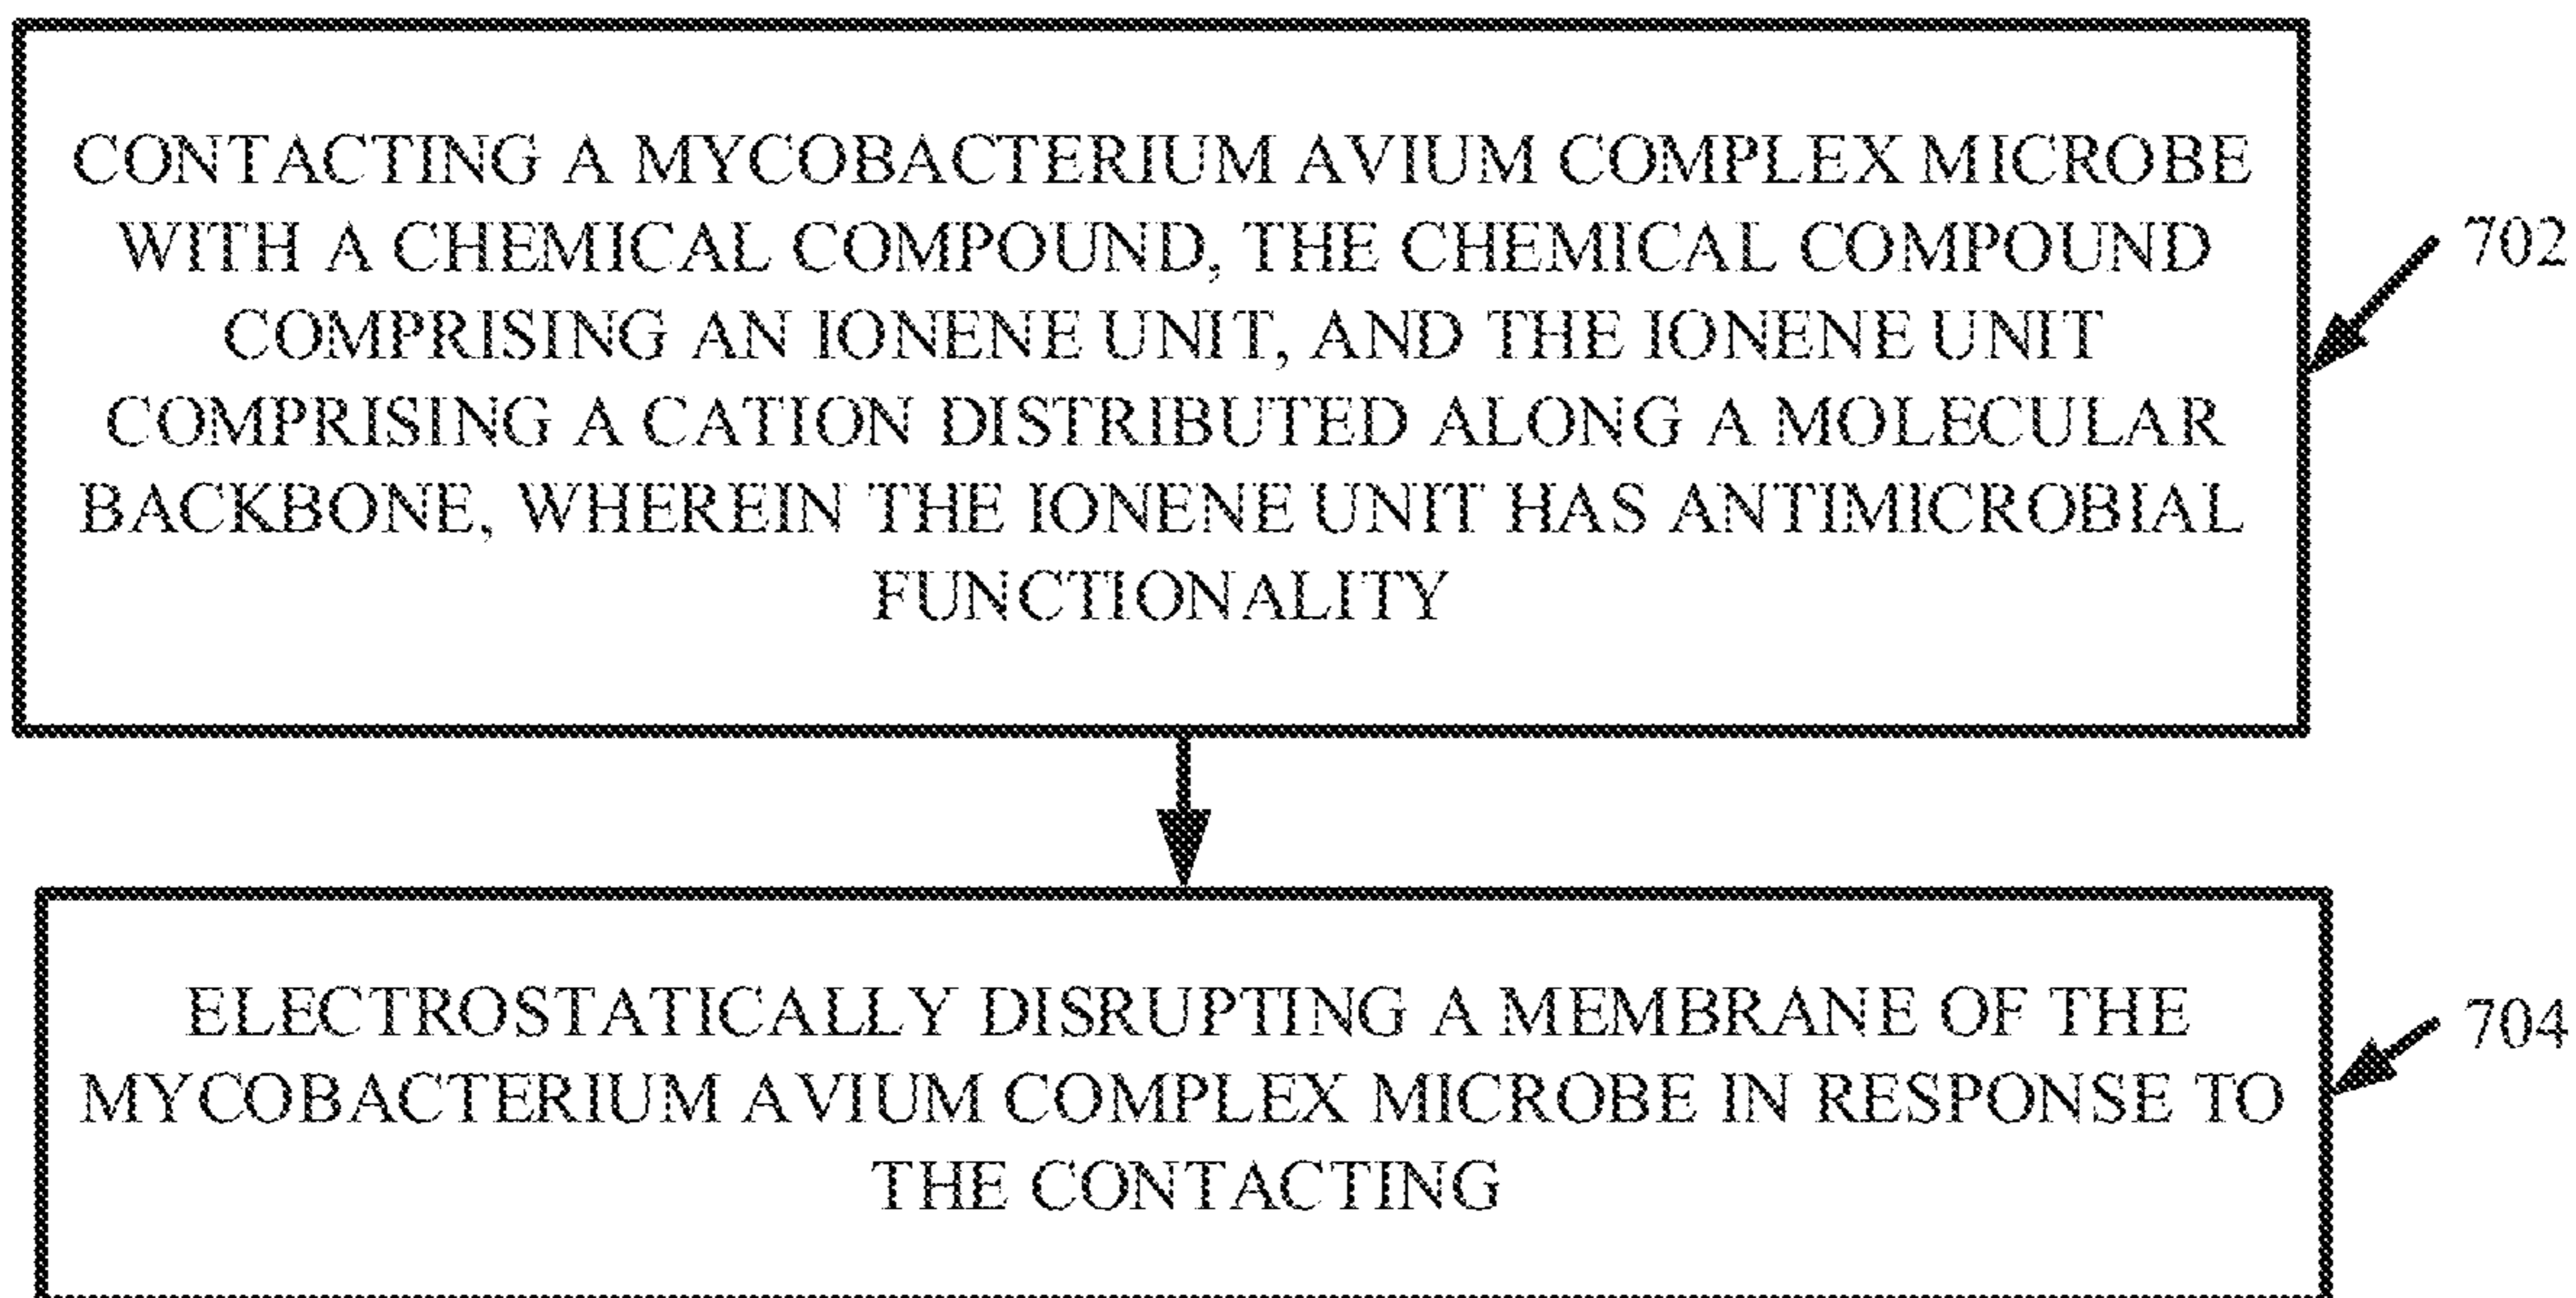 CONTACTING A MYCOBACTERIUM AVIUM COMPLEX MICROBE
WITH A CHEMICAL COMPOUND, THE CHEMICAL COMPOUND
COMPRISING AN IONENE UNIT, AND THE IONENE UNIT
COMPRISING A CATION DISTRIBUTED ALONG A MOLECULAR
BACKBONE, WHEREIN THE IONENE UNIT HAS ANTIMICROBIAL
FUNCTIONALITY
702
ELECTROSTATICALLY DISRUPTING A MEMBRANE OF THE
MYCOBACTERIUM AVIUM COMPLEX MICROBE IN RESPONSE TO
THE CONTACTING
704